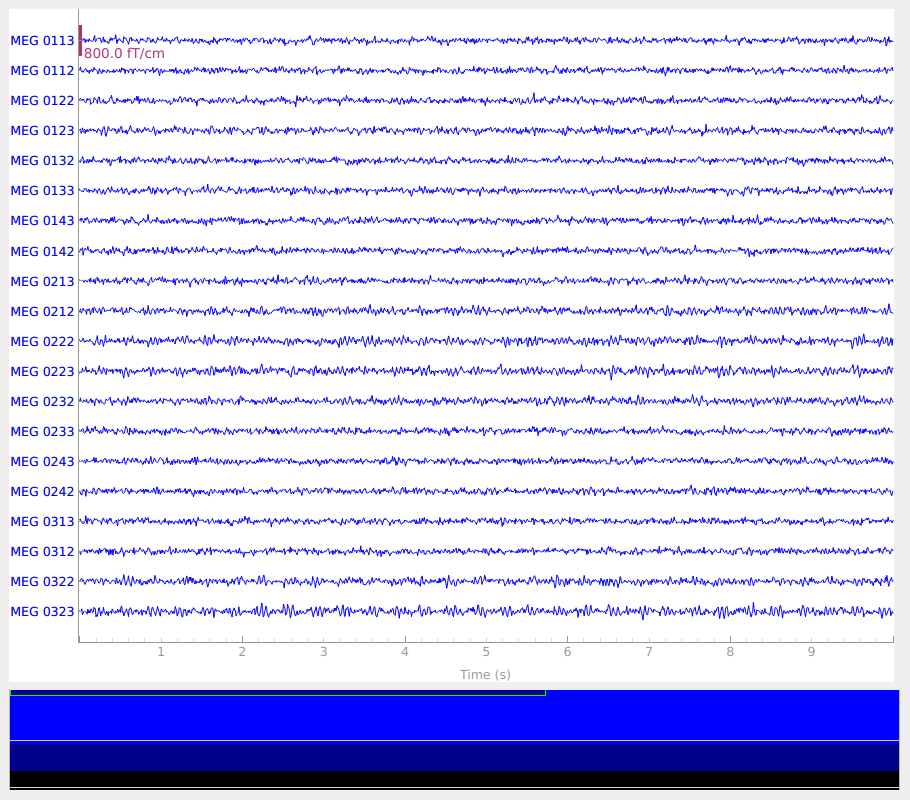 MEG 0113
800.0 fT/cm
MEG 0112
MEG 0122
MEG 0123
MEG 0132
MEG 0133
MEG 0143
MEG 0142
MEG 0213
MEG 0212
MEG 0222
MEG 0223
MEG 0232
MEG 0233
MEG 0243
MEG 0242
MEG 0313
MEG 0312
MEG 0322
MEG 0323
1 2 3 4 5 6 7 8 9
Time (s)